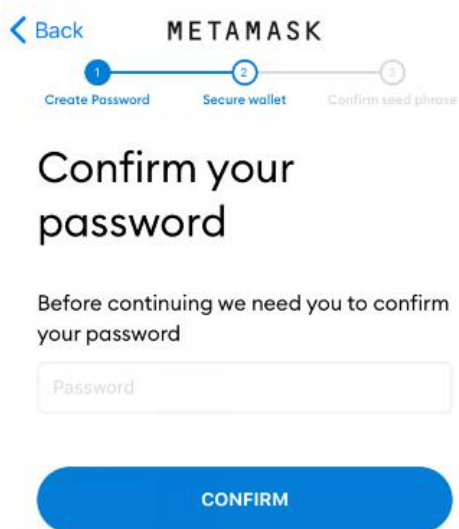 Back METAMASK
1 2 3
Create Password Secure wallet Confirm seed phrase
Confirm your
password
Before continuing we need you to confirm
your password
Password
CONFIRM